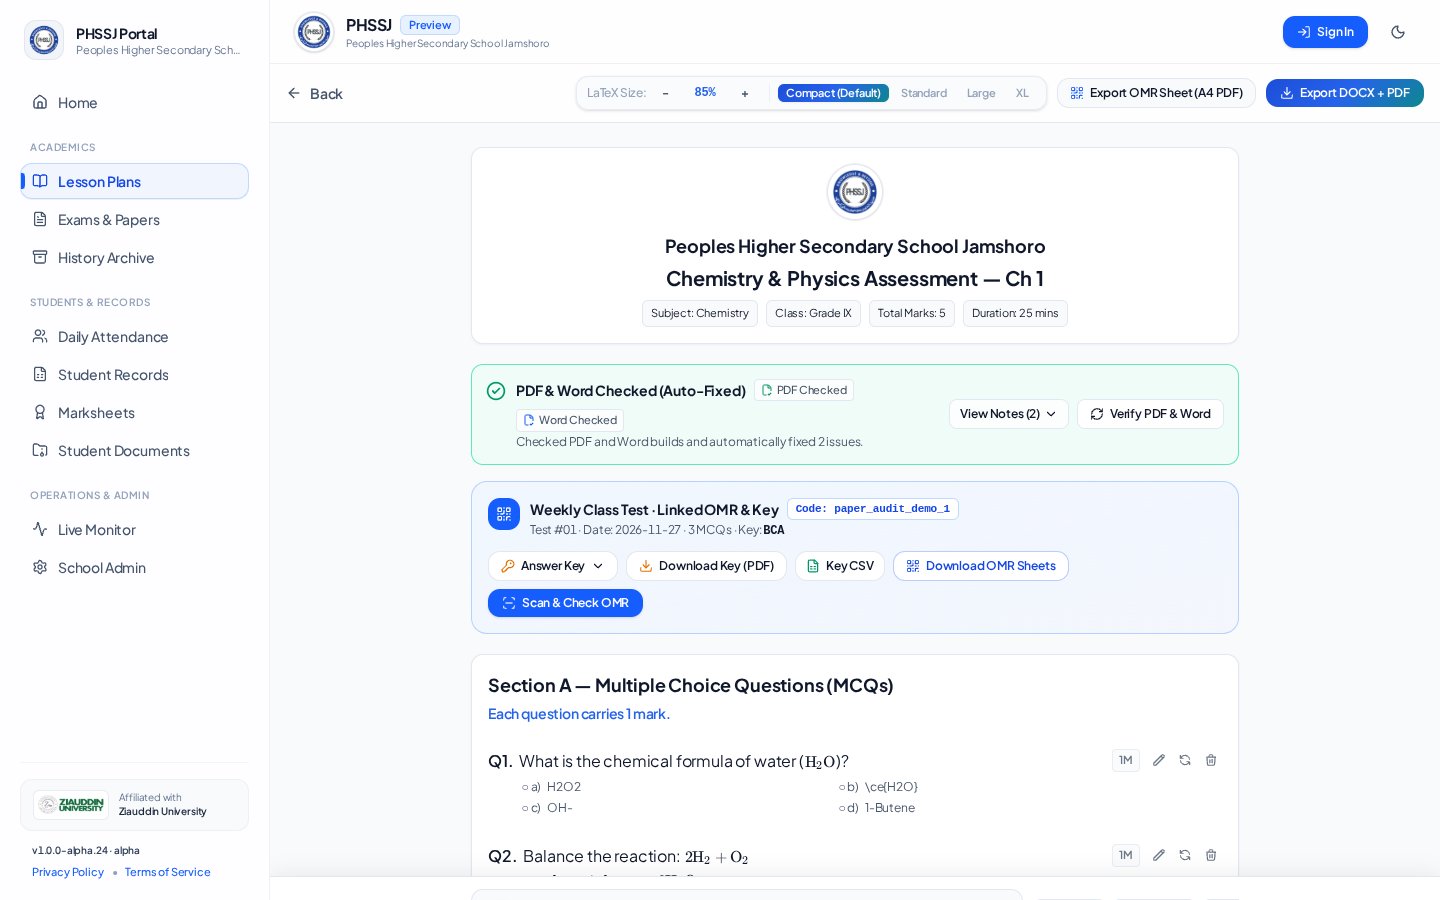 PHSSJ Portal
Peoples Higher Secondary Sch...
Home
ACADEMICS
Lesson Plans
Exams & Papers
History Archive
STUDENTS & RECORDS
Daily Attendance
Student Records
Marksheets
Student Documents
OPERATIONS & ADMIN
Live Monitor
School Admin
ZIAUDDIN UNIVERSITY
Affiliated with
Ziauddin University
v1.0.0-alpha.24 · alpha
Privacy Policy • Terms of Service
PHSSJ Preview
Peoples Higher Secondary School Jamshoro
Sign In
Back
LaTeX Size: - 85% + Compact (Default) Standard Large XL
Export OMR Sheet (A4 PDF)
Export DOCX + PDF
PHSSJ
Peoples Higher Secondary School Jamshoro
Chemistry & Physics Assessment — Ch 1
Subject: Chemistry Class: Grade IX Total Marks: 5 Duration: 25 mins
PDF & Word Checked (Auto-Fixed) PDF Checked
Word Checked
Checked PDF and Word builds and automatically fixed 2 issues.
View Notes (2) Verify PDF & Word
Weekly Class Test · Linked OMR & Key Code: paper_audit_demo_1
Test #01 · Date: 2026-11-27 · 3 MCQs · Key: BCA
Answer Key Download Key (PDF) Key CSV Download OMR Sheets
Scan & Check OMR
Section A — Multiple Choice Questions (MCQs)
Each question carries 1 mark.
Q1. What is the chemical formula of water (H₂O)? 1M
○ a) H2O2 ○ b) \ce{H2O}
○ c) OH- ○ d) 1-Butene
Q2. Balance the reaction: 2H₂ + O₂ 1M